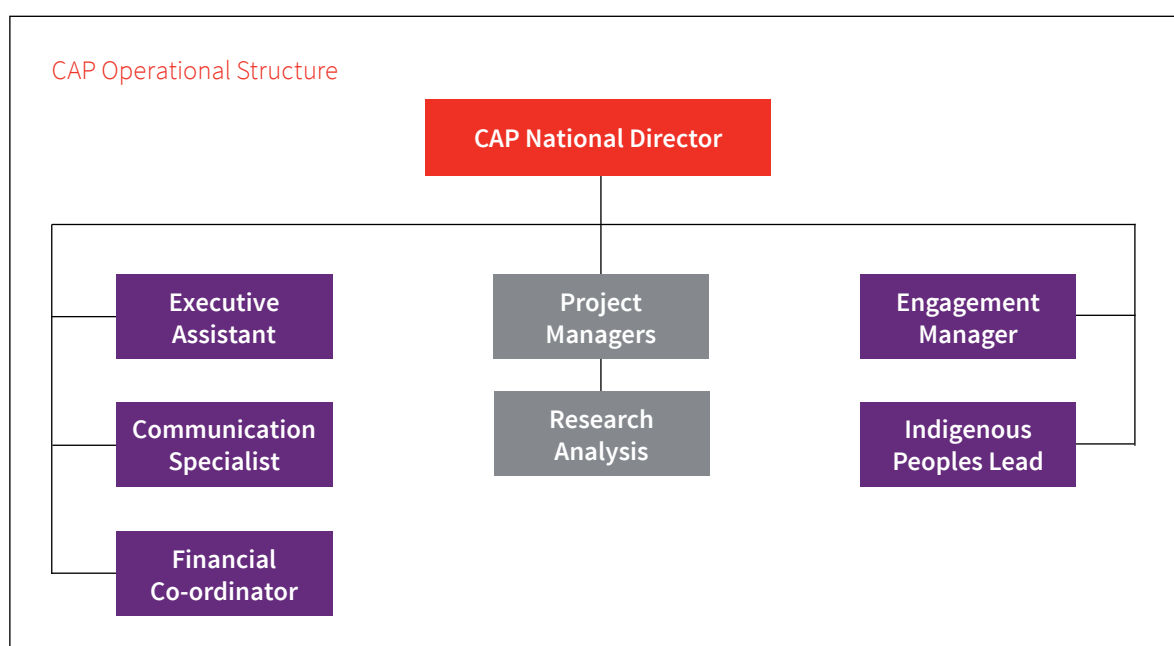 CAP Operational Structure
CAP National Director
Executive
Assistant
Project
Managers
Engagement
Manager
Communication
Specialist
Research
Analysis
Indigenous
Peoples Lead
Financial
Co-ordinator